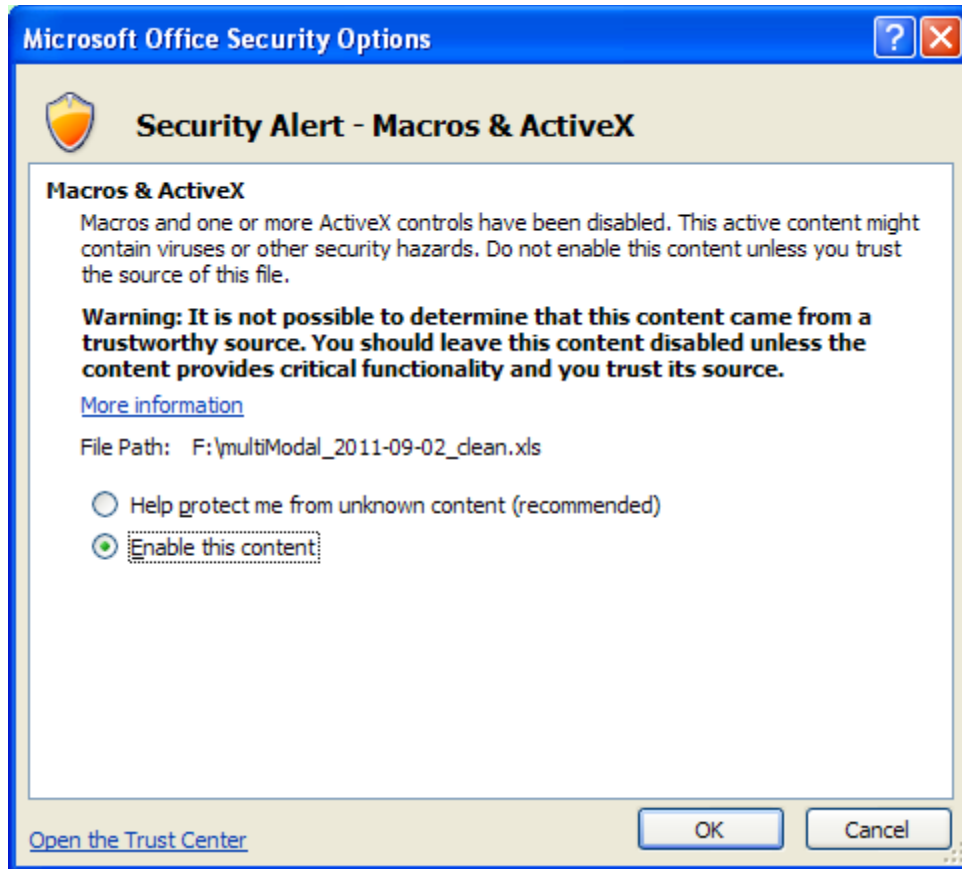 Microsoft Office Security Options
Security Alert - Macros & ActiveX
Macros & ActiveX
Macros and one or more ActiveX controls have been disabled. This active content might
contain viruses or other security hazards. Do not enable this content unless you trust
the source of this file.
Warning: It is not possible to determine that this content came from a
trustworthy source. You should leave this content disabled unless the
content provides critical functionality and you trust its source.
More information
File Path: F:\multiModal_2011-09-02_clean.xls
Help protect me from unknown content (recommended)
Enable this content
Open the Trust Center
OK
Cancel